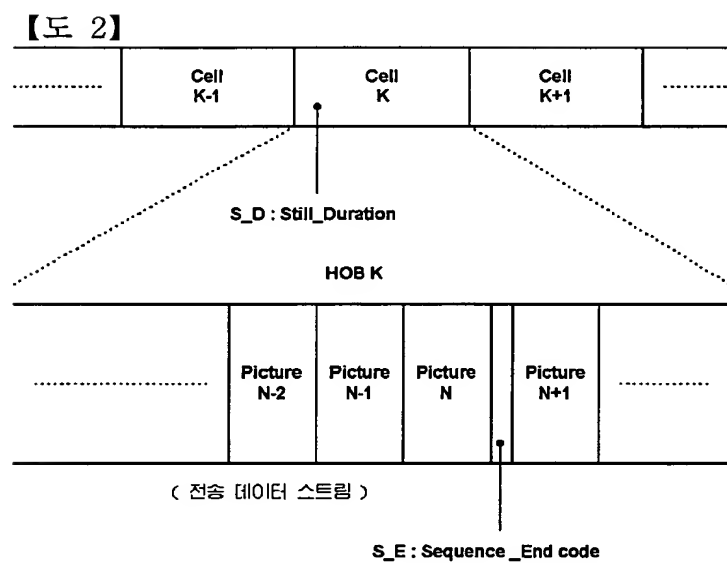 【도 2】
Cell
K-1
Cell
K
Cell
K+1
S_D : Still_Duration
HOB K
Picture
N-2
Picture
N-1
Picture
N
Picture
N+1
( 전송 데이터 스트림 )
S_E : Sequence _End code